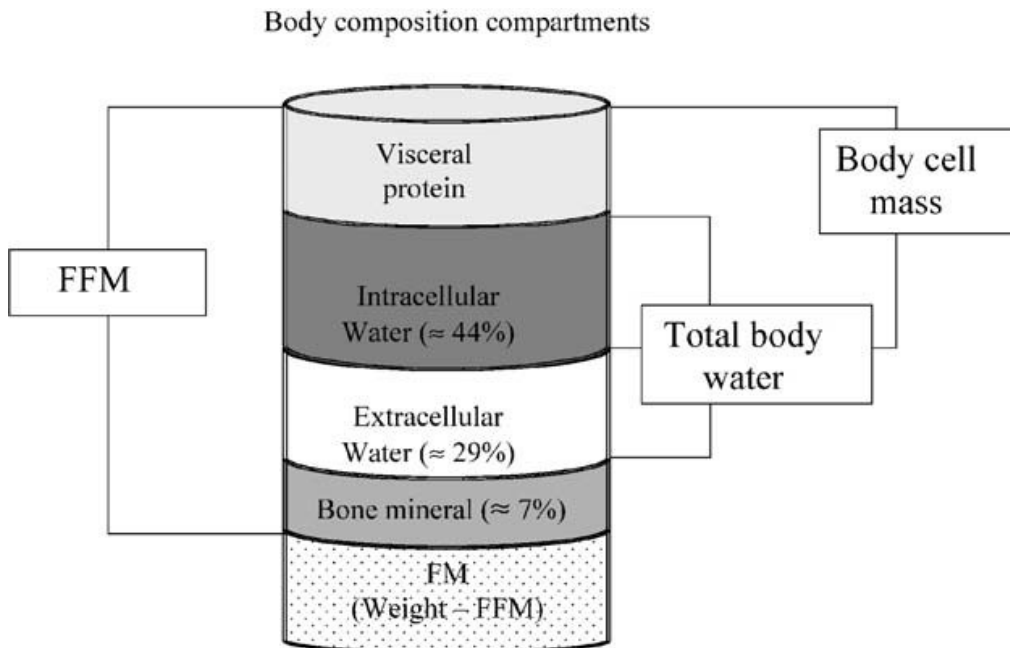 Body composition compartments
Visceral
protein
Body cell
mass
FFM
Intracellular
Water (≈ 44%)
Total body
water
Extracellular
Water (≈ 29%)
Bone mineral (≈ 7%)
FM
(Weight – FFM)